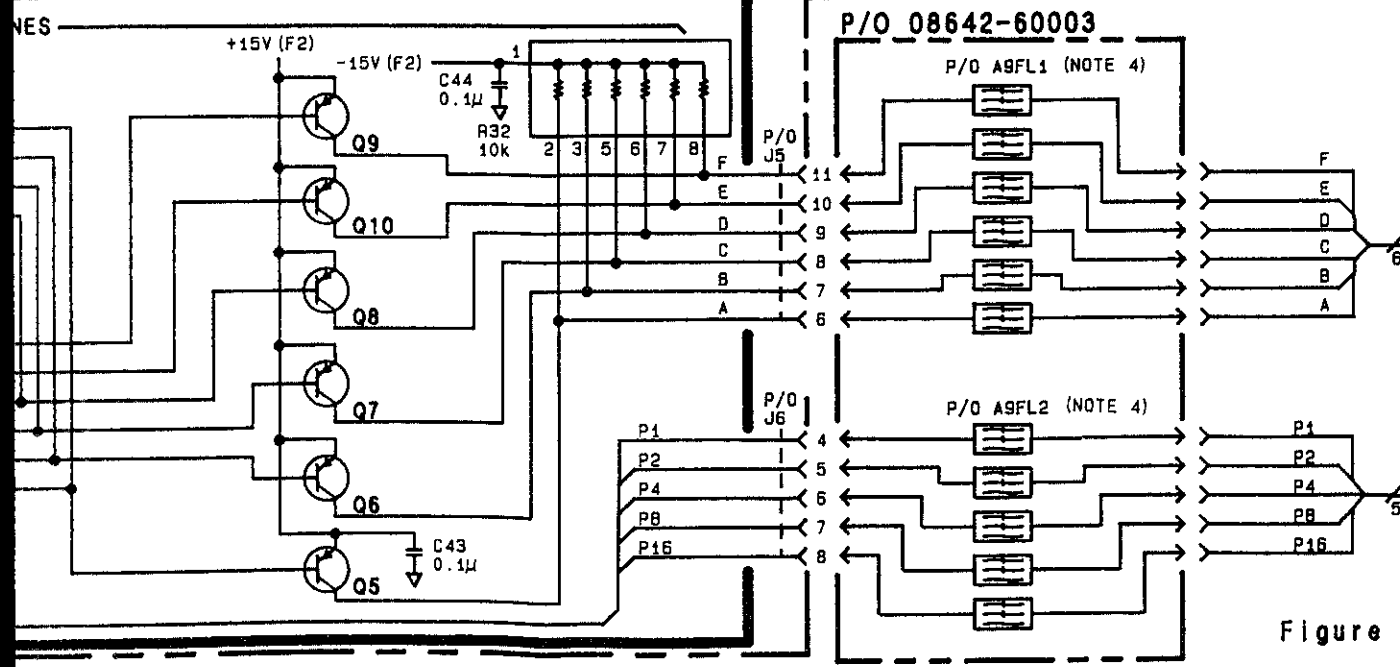 NES
P/O 08642-60003
+15V (F2)
-15V (F2)
1
P/O A9FL1 (NOTE 4)
C44
0.1µ
R32
10k
2 3 5 6 7 8
P/O
J5
Q9
F
11
F
E
10
E
Q10
D
9
D
C
8
C
B
7
B
Q8
A
6
A
6
Q7
P/O
J6
P/O A9FL2 (NOTE 4)
P1
4
P1
P2
5
P2
P4
6
P4
5
Q6
P8
7
P8
P16
8
P16
C43
0.1µ
Q5
Figure